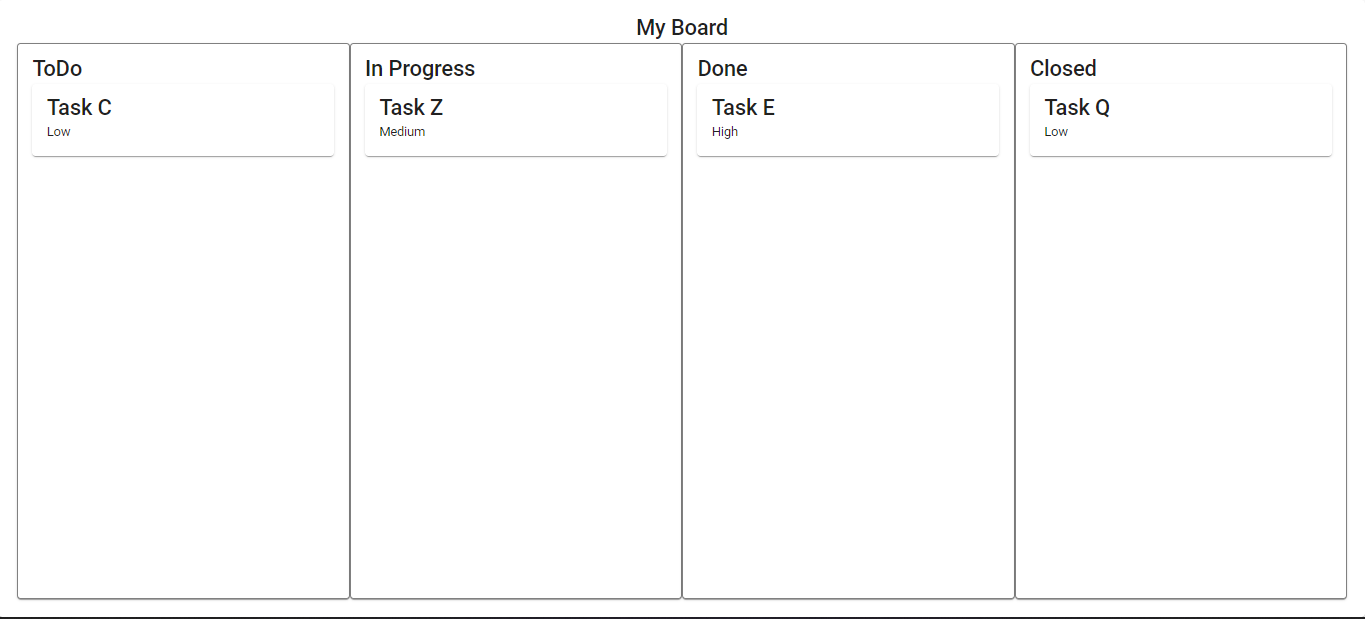 My Board
ToDo
Task C
Low
In Progress
Task Z
Medium
Done
Task E
High
Closed
Task Q
Low